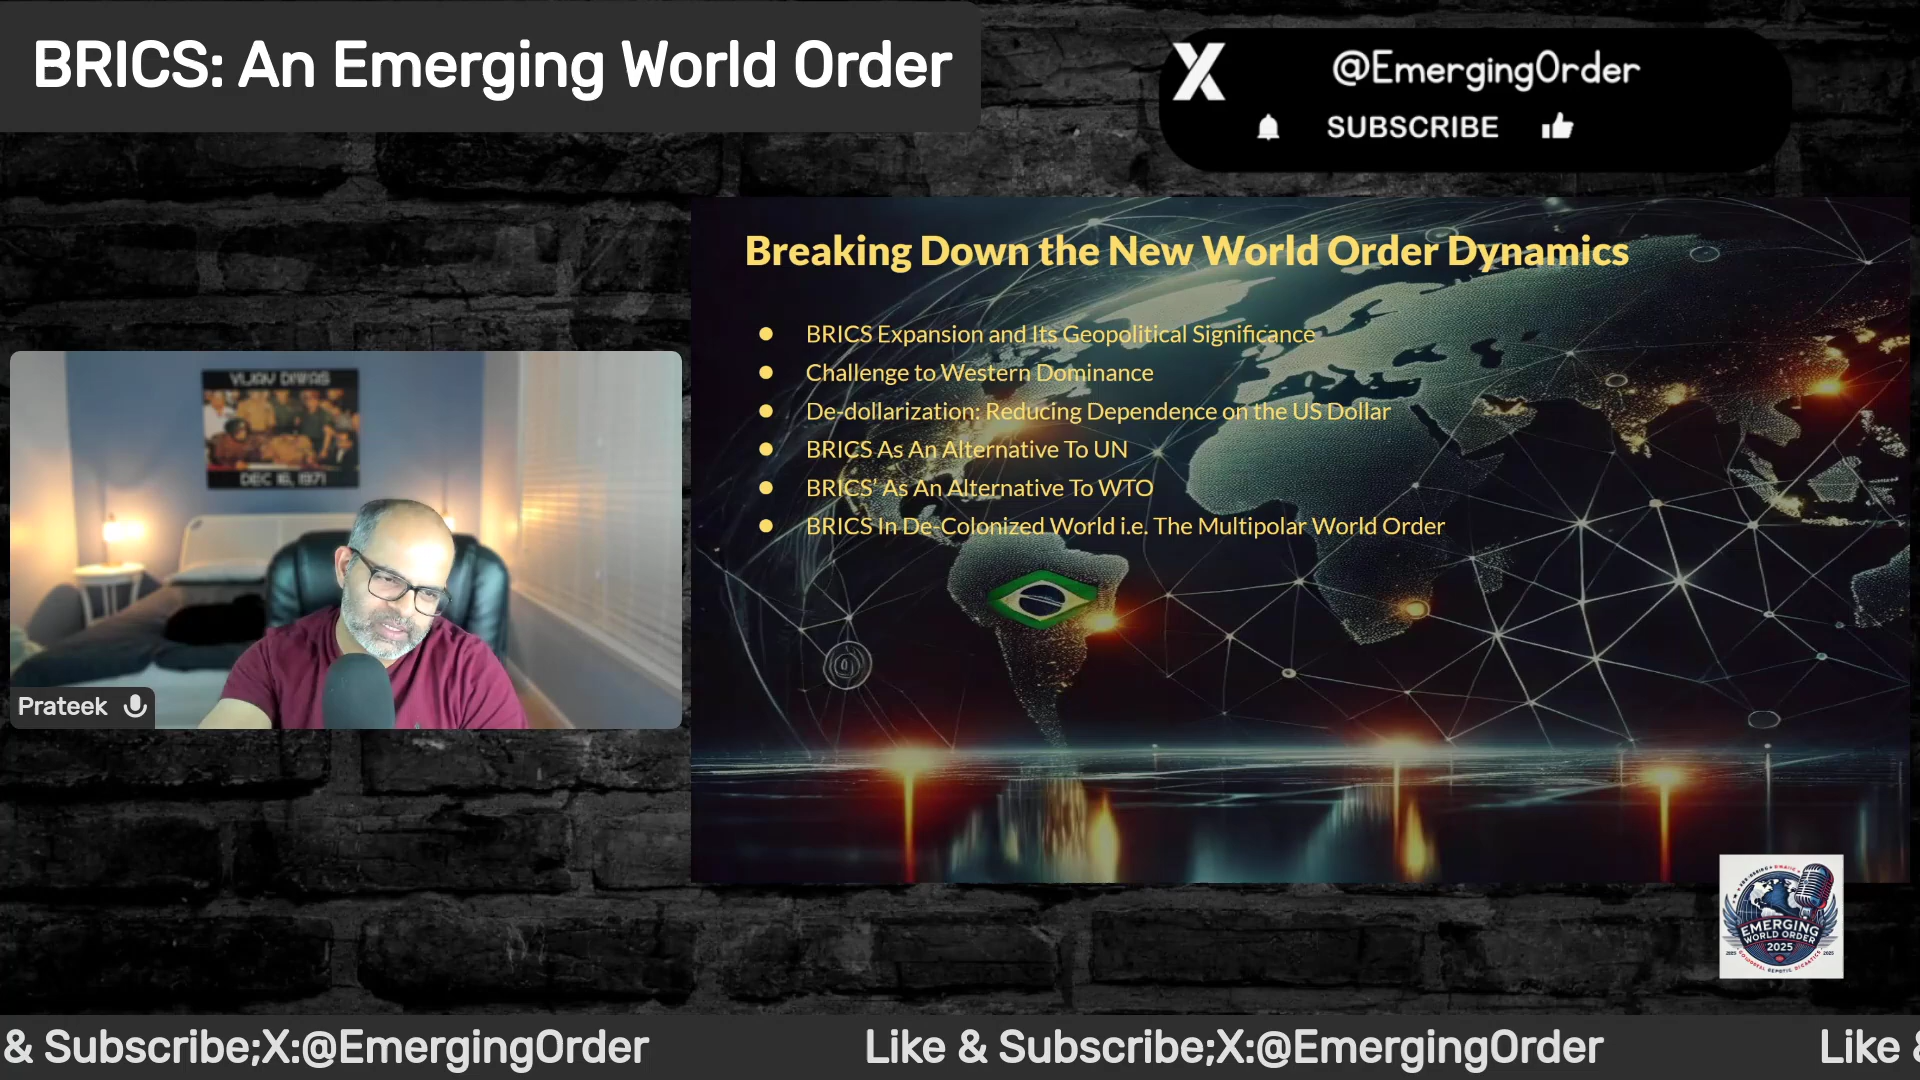 BRICS: An Emerging World Order
X @EmergingOrder
SUBSCRIBE
Breaking Down the New World Order Dynamics
● BRICS Expansion and Its Geopolitical Significance
● Challenge to Western Dominance
● De-dollarization: Reducing Dependence on the US Dollar
● BRICS As An Alternative To UN
● BRICS' As An Alternative To WTO
● BRICS In De-Colonized World i.e. The Multipolar World Order
VIJAY DIWAS
DEC 16, 1971
Prateek
EMERGING
WORLD ORDER
2025
& Subscribe;X:@EmergingOrder Like & Subscribe;X:@EmergingOrder Like &